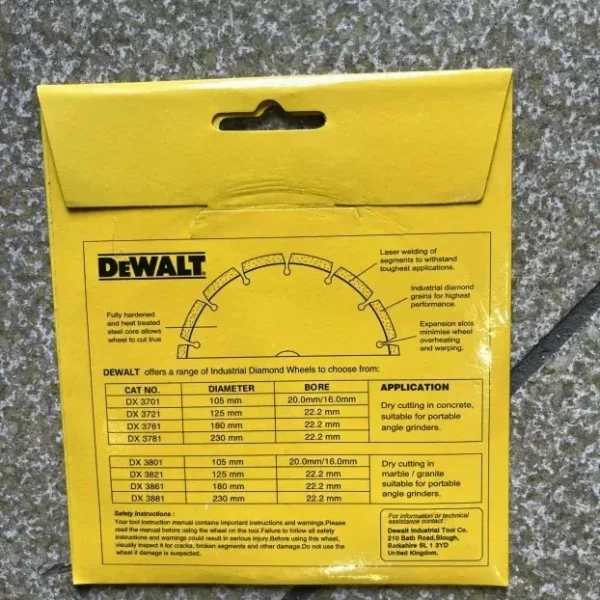 DEWALT
Laser welding of
segments to withstand
toughest applications.
Industrial diamond
grains for highest
performance.
Fully hardened
and heat treated
steel core allows
wheel to cut true
Expansion slots
minimise wheel
overheating
and warping.
DEWALT offers a range of Industrial Diamond Wheels to choose from:
CAT NO. DIAMETER BORE APPLICATION
DX 3701 105 mm 20.0mm/16.0mm
DX 3721 125 mm 22.2 mm
DX 3761 180 mm 22.2 mm
DX 3781 230 mm 22.2 mm
Dry cutting in concrete,
suitable for portable
angle grinders.
DX 3801 105 mm 20.0mm/16.0mm
DX 3821 125 mm 22.2 mm
DX 3861 180 mm 22.2 mm
DX 3881 230 mm 22.2 mm
Dry cutting in
marble / granite
suitable for portable
angle grinders.
Safety Instructions :
Your tool instruction manual contains important instructions and warnings.Please
read the manual before using the wheel on the tool.Failure to follow all safety
instructions and warnings could result in serious injury.Before using this wheel,
visually inspect it for cracks, broken segments and other damage.Do not use the
wheel if damage is suspected.
For information or technical
assistance contact :
Dewalt Industrial Tool Co.
210 Bath Road,Slough,
Barkshire SL 1 3YD
United Kingdom.